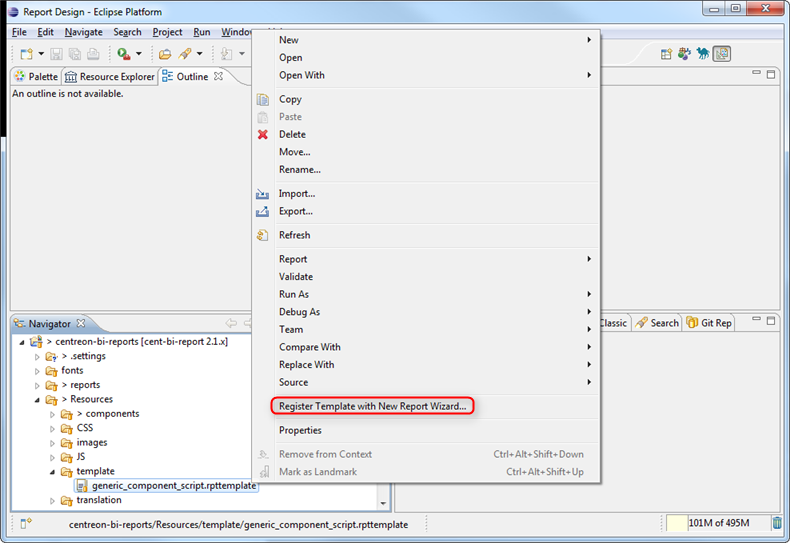 Report Design - Eclipse Platform
File Edit Navigate Search Project Run Window
Palette Resource Explorer Outline
An outline is not available.
New
Open
Open With
Copy
Paste
Delete
Move...
Rename...
Import...
Export...
Refresh
Report
Validate
Run As
Debug As
Team
Compare With
Replace With
Source
Register Template with New Report Wizard...
Properties
Remove from Context Ctrl+Alt+Shift+Down
Mark as Landmark Ctrl+Alt+Shift+Up
Navigator
> centreon-bi-reports [cent-bi-report 2.1.x]
> .settings
fonts
> reports
> Resources
> components
CSS
images
JS
template
generic_component_script.rpttemplate
translation
Classic Search Git Rep
centreon-bi-reports/Resources/template/generic_component_script.rpttemplate
101M of 495M